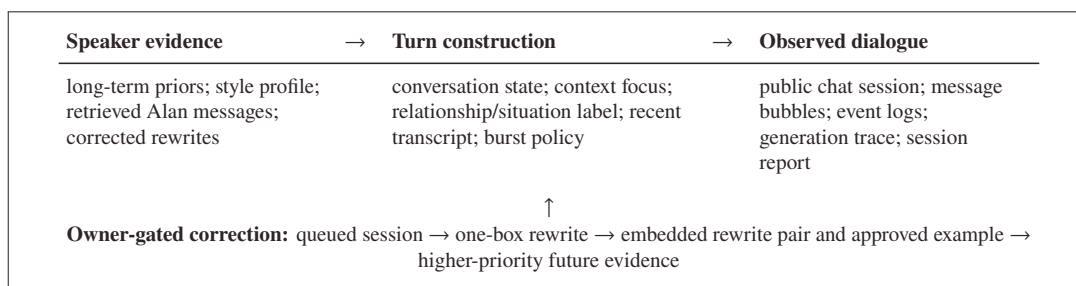 Speaker evidence → Turn construction → Observed dialogue
long-term priors; style profile; conversation state; context focus; public chat session; message
retrieved Alan messages; relationship/situation label; recent bubbles; event logs;
corrected rewrites transcript; burst policy generation trace; session
report
↑
Owner-gated correction: queued session → one-box rewrite → embedded rewrite pair and approved example →
higher-priority future evidence